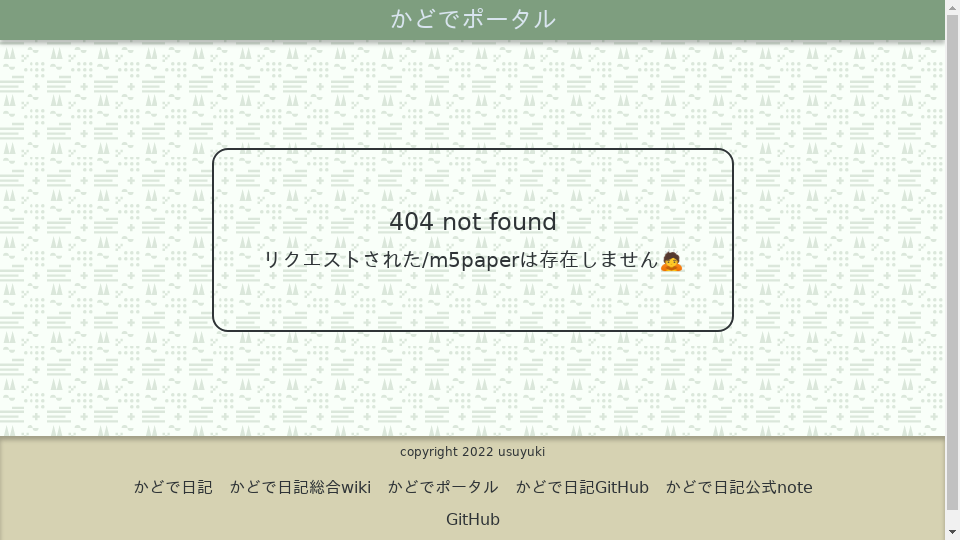 かどでポータル
404 not found
リクエストされた/m5paperは存在しません🙇
copyright 2022 usuyuki
かどで日記 かどで日記総合wiki かどでポータル かどで日記GitHub かどで日記公式note
GitHub